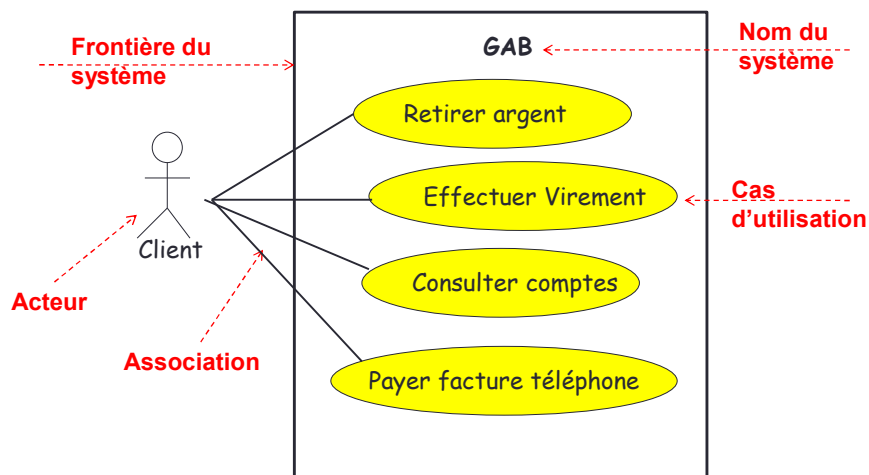 Frontière du
système
GAB
Nom du
système
Retirer argent
Effectuer Virement
Cas
d’utilisation
Client
Consulter comptes
Acteur
Association
Payer facture téléphone